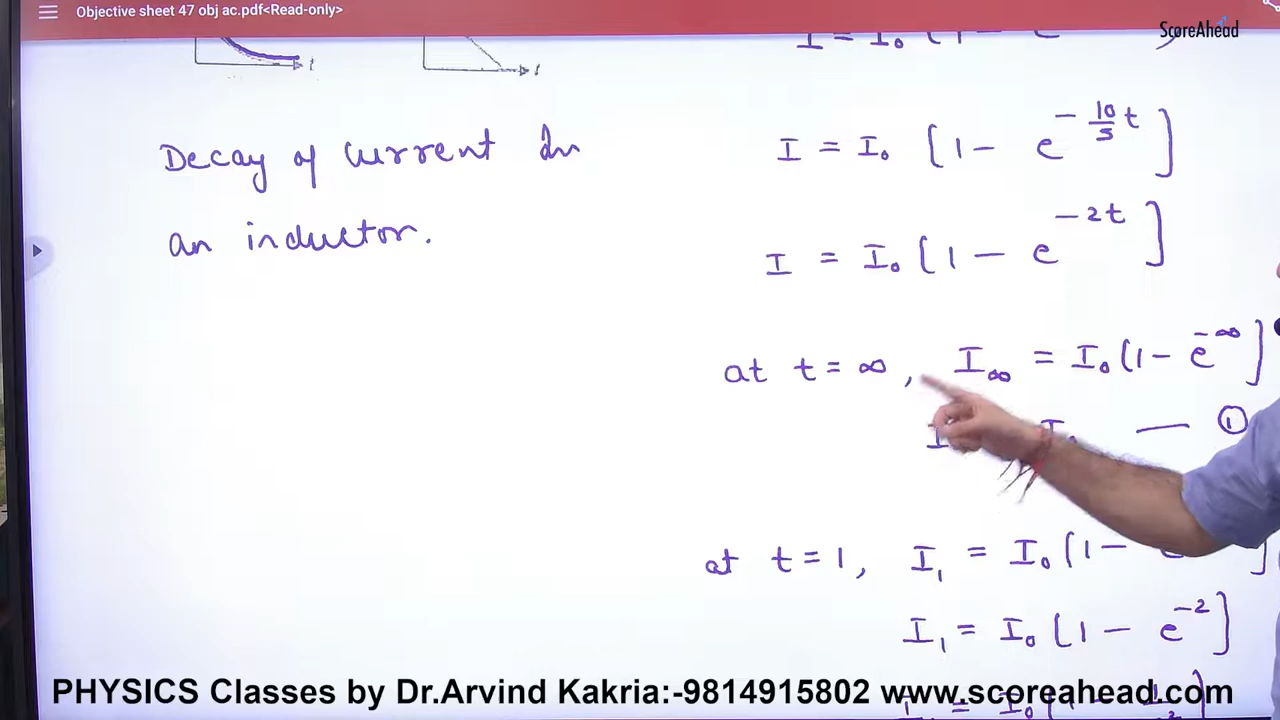 Objective sheet 47 obj ac.pdf<Read-only>
ScoreAhead
t
t
I = I₀ (1 - e
Decay of current In
an inductor.
I = I₀ [1 - e^{-10/5 t}]
I = I₀ [1 - e^{-2t}]
at t = ∞, I∞ = I₀ (1 - e^{-∞}]
— ①
at t = 1, I₁ = I₀ (1 -
I₁ = I₀ [1 - e^{-2}]
PHYSICS Classes by Dr.Arvind Kakria:-9814915802 www.scoreahead.com